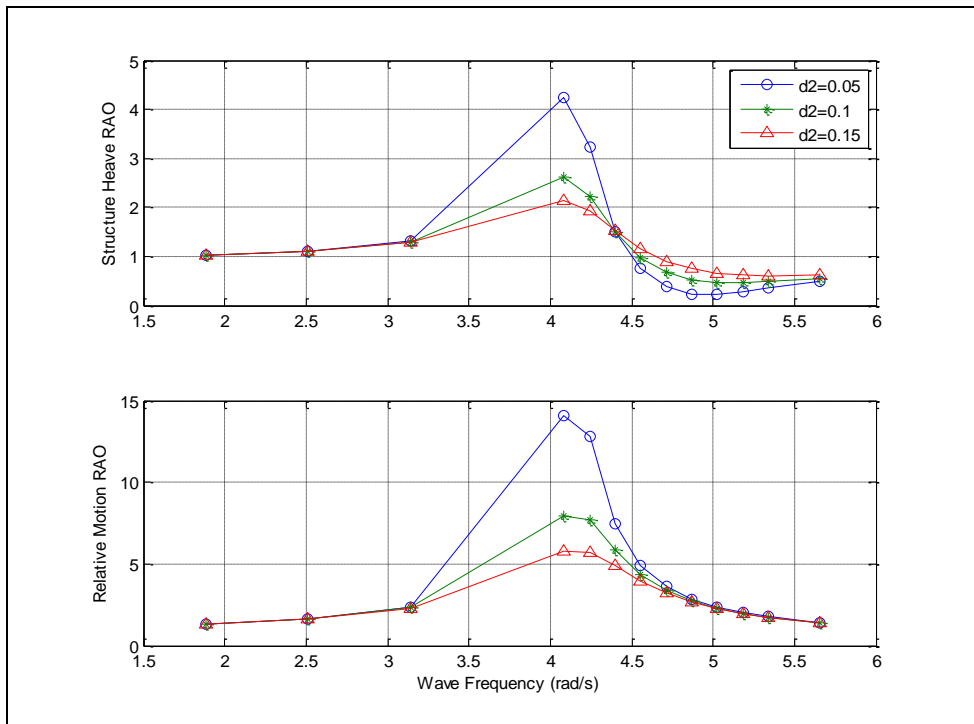 5
4
3
2
1
0
Structure Heave RAO
d2=0.05
d2=0.1
d2=0.15
1.5 2 2.5 3 3.5 4 4.5 5 5.5 6
15
10
5
0
Relative Motion RAO
1.5 2 2.5 3 3.5 4 4.5 5 5.5 6
Wave Frequency (rad/s)